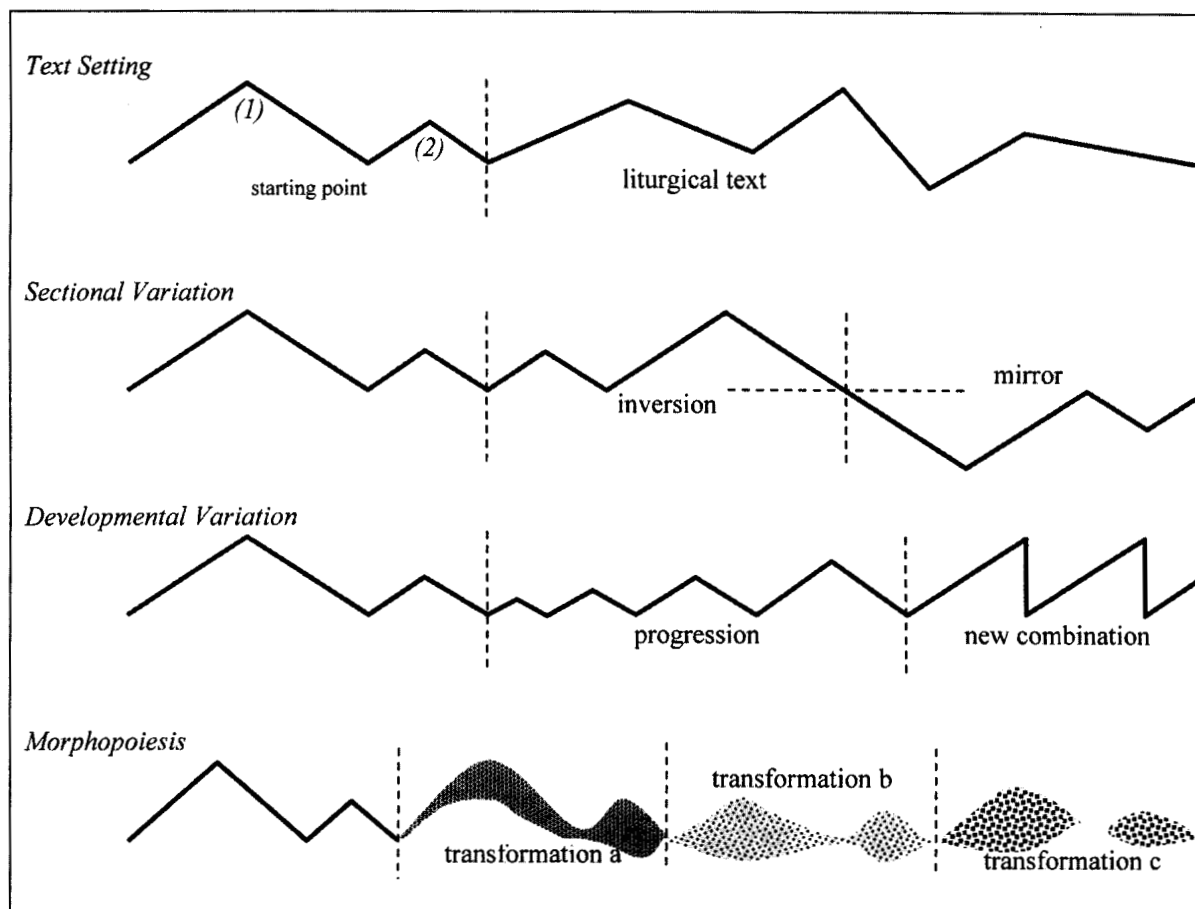 Text Setting
(1)
(2)
starting point
liturgical text
Sectional Variation
inversion
mirror
Developmental Variation
progression
new combination
Morphopoiesis
transformation a
transformation b
transformation c